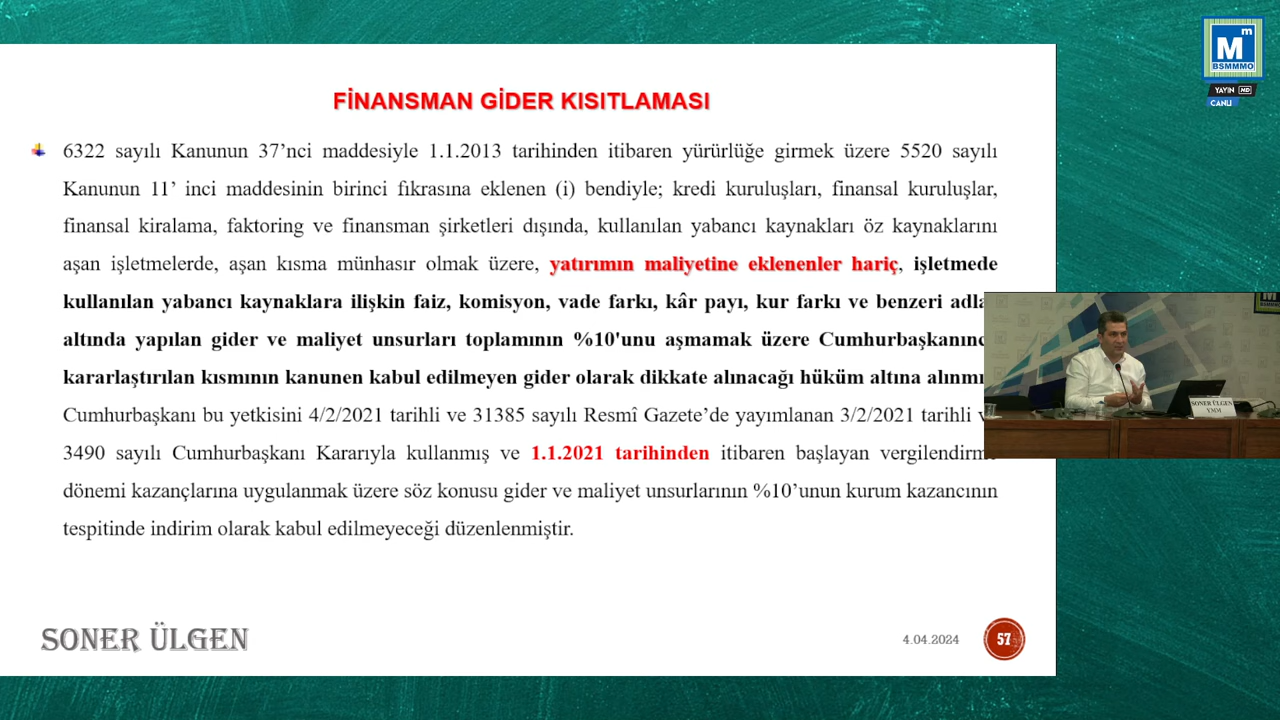 M m
BSMMMO
YAYIN HD
CANLI
FİNANSMAN GİDER KISITLAMASI
6322 sayılı Kanunun 37’nci maddesiyle 1.1.2013 tarihinden itibaren yürürlüğe girmek üzere 5520 sayılı
Kanunun 11’ inci maddesinin birinci fıkrasına eklenen (i) bendiyle; kredi kuruluşları, finansal kuruluşlar,
finansal kiralama, faktoring ve finansman şirketleri dışında, kullanılan yabancı kaynakları öz kaynaklarını
aşan işletmelerde, aşan kısma münhasır olmak üzere, yatırımın maliyetine eklenenler hariç, işletmede
kullanılan yabancı kaynaklara ilişkin faiz, komisyon, vade farkı, kâr payı, kur farkı ve benzeri
altında yapılan gider ve maliyet unsurları toplamının %10'unu aşmamak üzere
kararlaştırılan kısmının kanunen kabul edilmeyen gider olarak dikkate alınacağı hüküm altına
Cumhurbaşkanı bu yetkisini 4/2/2021 tarihli ve 31385 sayılı Resmî Gazete’de yayımlanan 3/2/2021 tarihli
3490 sayılı Cumhurbaşkanı Kararıyla kullanmış ve 1.1.2021 tarihinden itibaren başlayan
dönemi kazançlarına uygulanmak üzere söz konusu gider ve maliyet unsurlarının %10’unun kurum kazancının
tespitinde indirim olarak kabul edilmeyeceği düzenlenmiştir.
SONER ÜLGEN
YMM
SONER ÜLGEN
4.04.2024
57